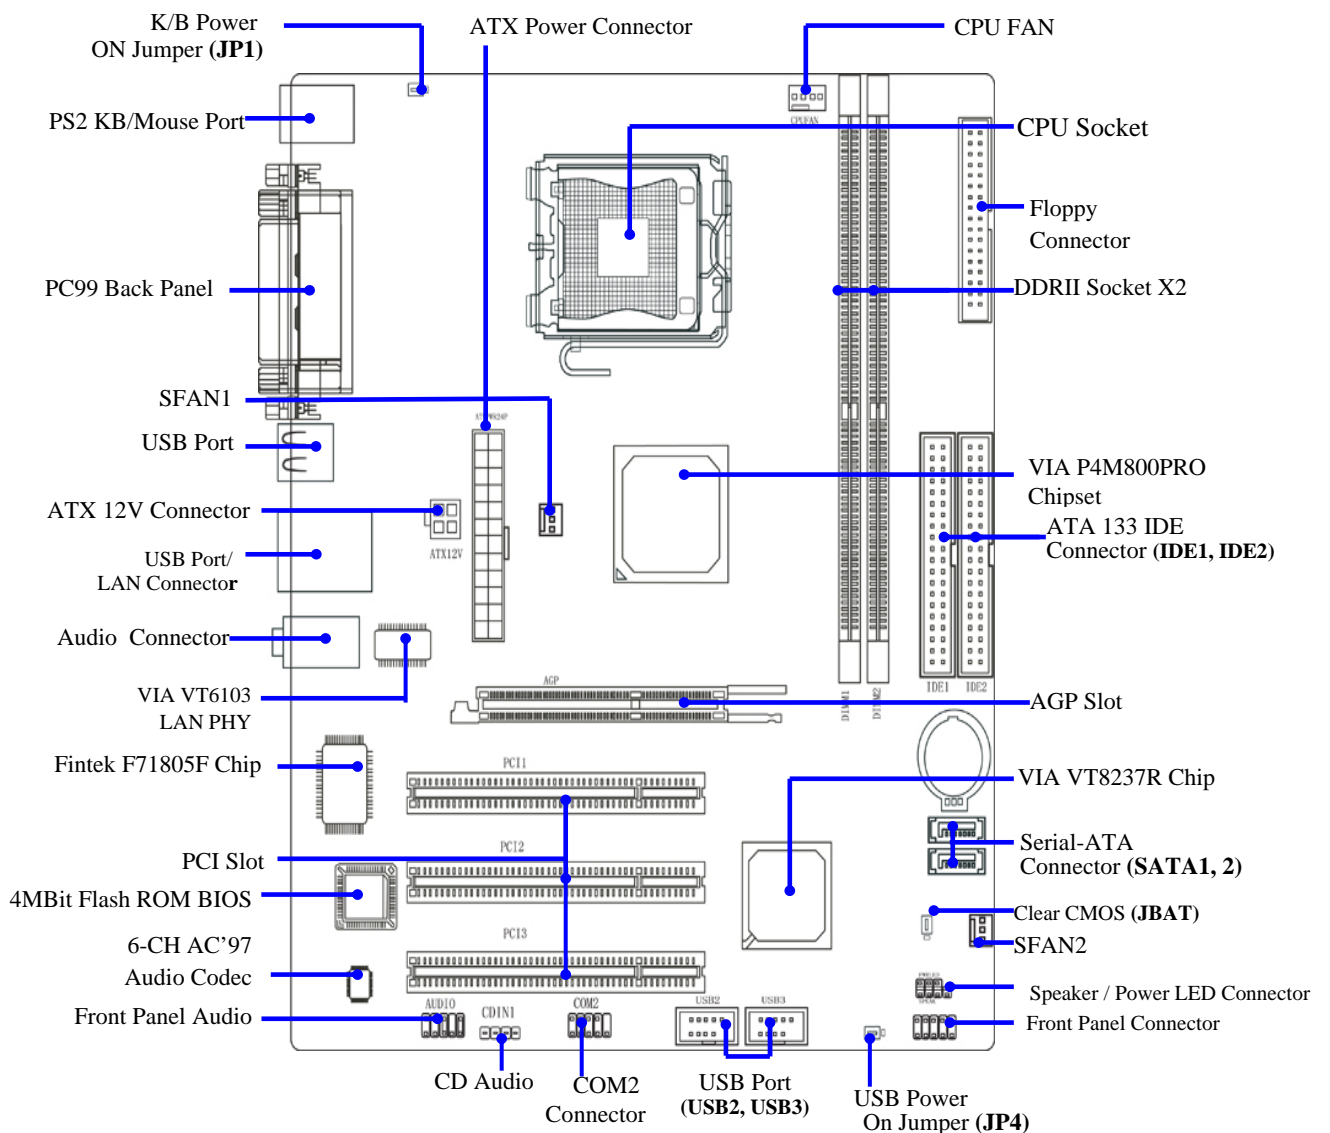 K/B Power
ON Jumper (JP1)
ATX Power Connector
CPU FAN
PS2 KB/Mouse Port
CPUFAN
CPU Socket
Floppy
Connector
PC99 Back Panel
DDRII Socket X2
SFAN1
USB Port
VIA P4M800PRO
Chipset
ATX 12V Connector
ATX12V
ATA 133 IDE
Connector (IDE1, IDE2)
USB Port/
LAN Connector
Audio Connector
VIA VT6103
LAN PHY
AGP
DIMM1
DIMM2
IDE1
IDE2
AGP Slot
Fintek F71805F Chip
PCI1
VIA VT8237R Chip
PCI Slot
PCI2
Serial-ATA
Connector (SATA1, 2)
4MBit Flash ROM BIOS
Clear CMOS (JBAT)
6-CH AC’97
Audio Codec
PCI3
SFAN2
PWRLED
SPEAK
Speaker / Power LED Connector
Front Panel Audio
AUDIO
CDIN1
COM2
USB2
USB3
Front Panel Connector
CD Audio
COM2
Connector
USB Port
(USB2, USB3)
USB Power
On Jumper (JP4)